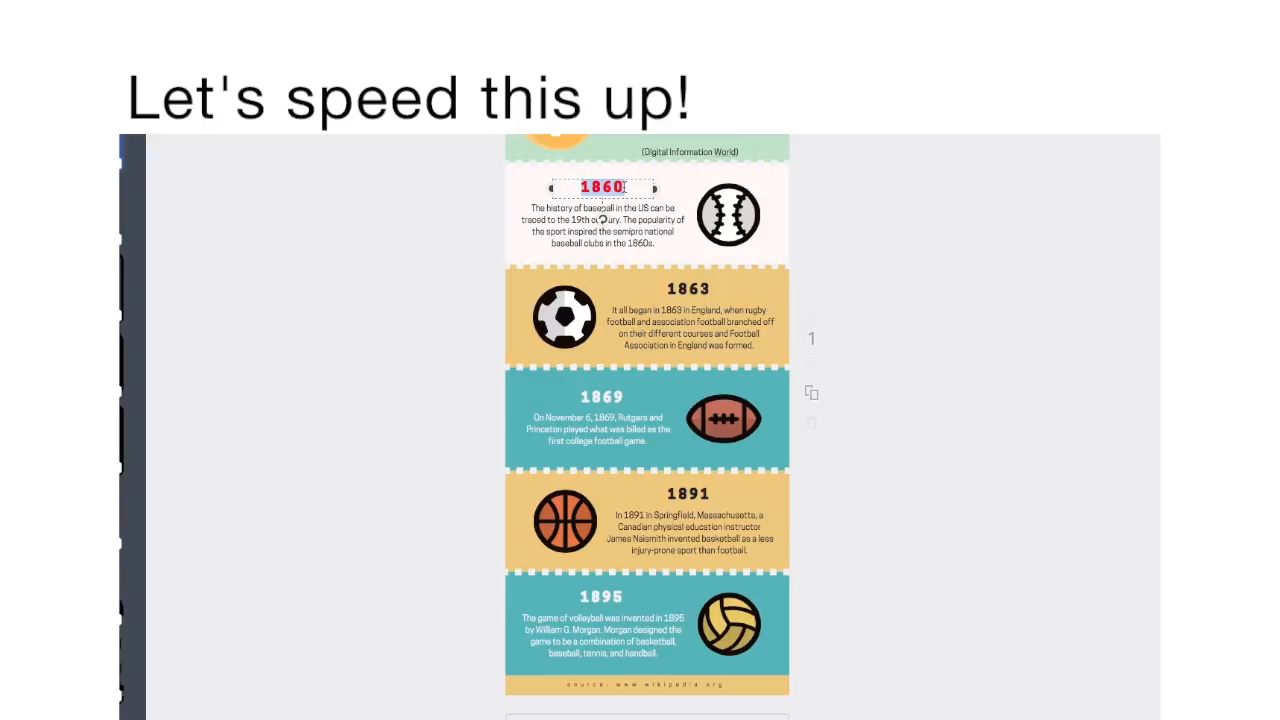 Let's speed this up!
(Digital Information World)
1860
The history of baseball in the US can be
traced to the 19th century. The popularity of
the sport inspired the semipro national
baseball clubs in the 1860s.
1863
It all began in 1863 in England, when rugby
football and association football branched off
on their different courses and Football
Association in England was formed.
1
1869
On November 6, 1869, Rutgers and
Princeton played what was billed as the
first college football game.
1891
In 1891 in Springfield, Massachusetts, a
Canadian physical education instructor
James Naismith invented basketball as a less
injury-prone sport than football.
1895
The game of volleyball was invented in 1895
by William G. Morgan. Morgan designed the
game to be a combination of basketball,
baseball, tennis, and handball.
source: www.wikipedia.org